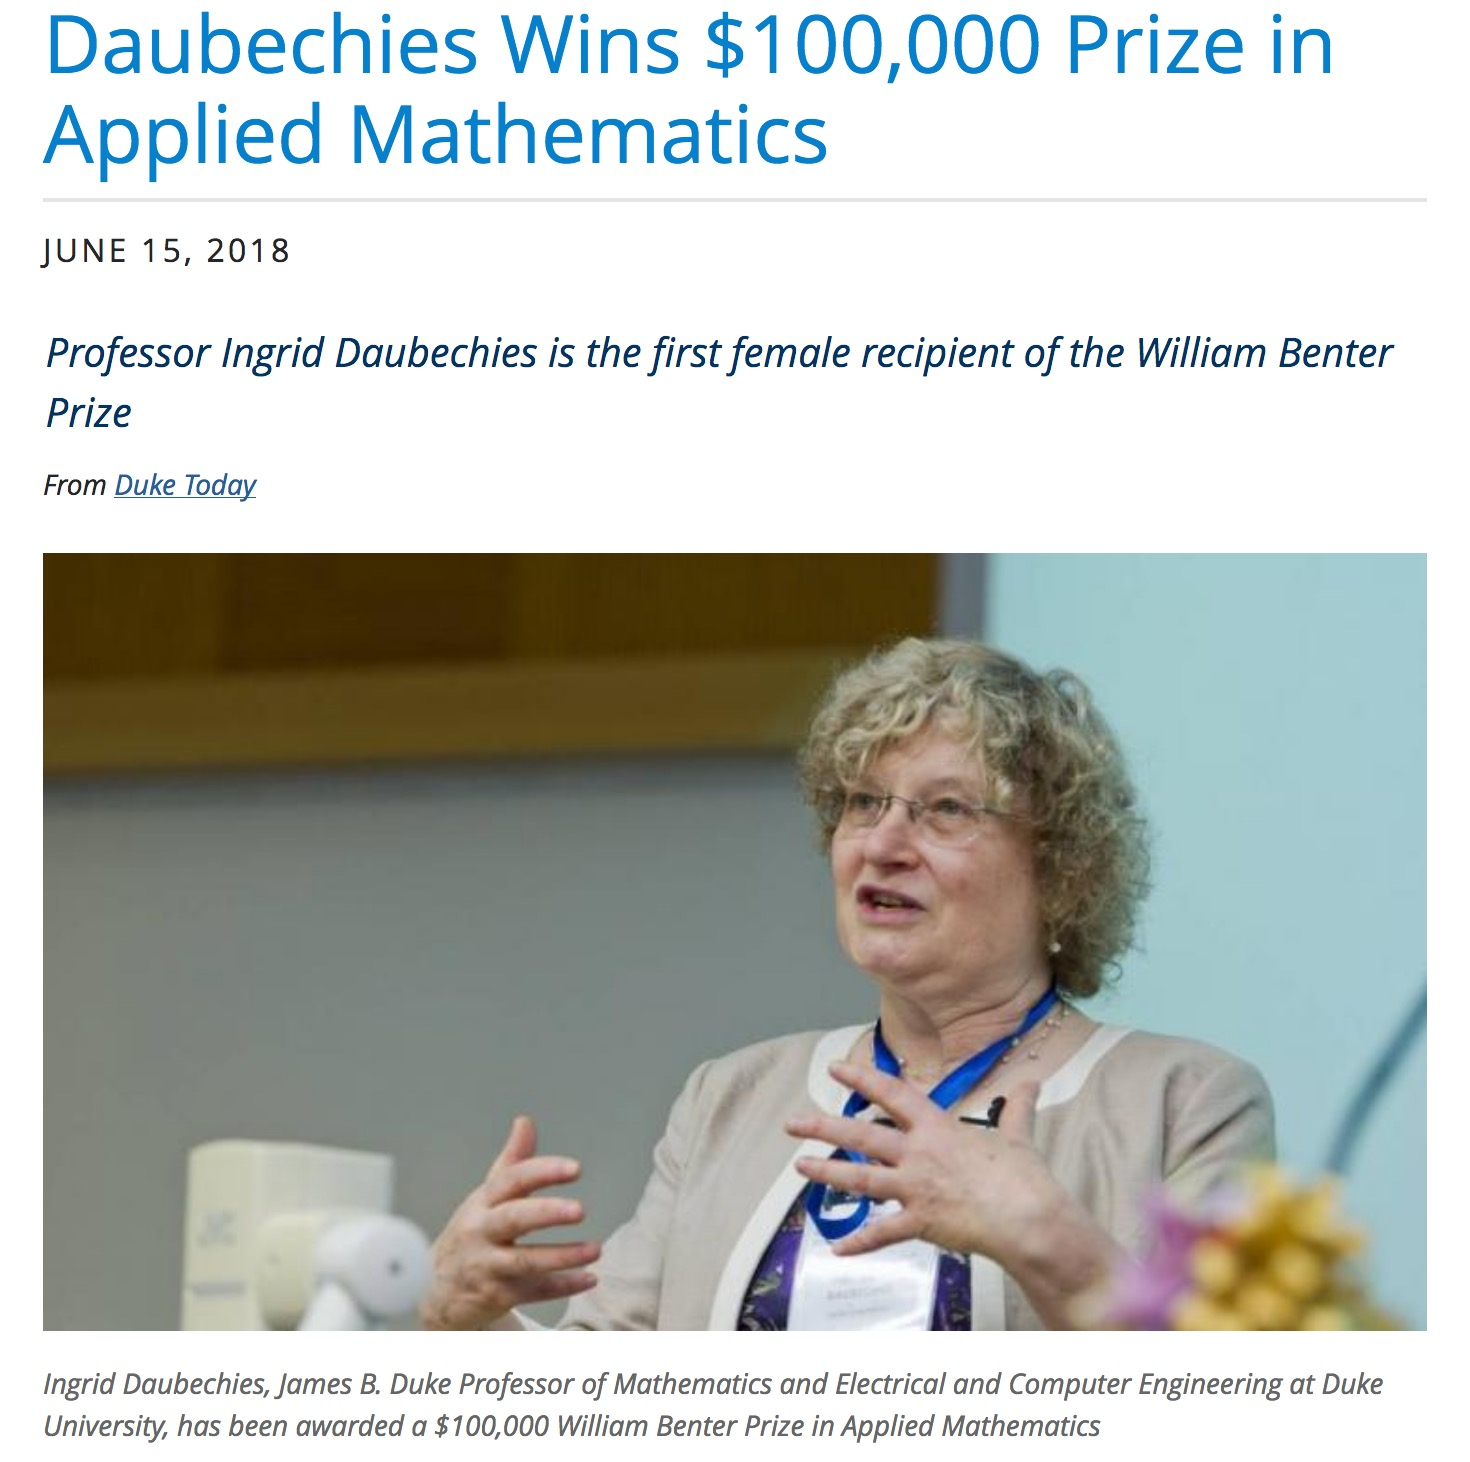 Daubechies Wins $100,000 Prize in
Applied Mathematics
JUNE 15, 2018
Professor Ingrid Daubechies is the first female recipient of the William Benter
Prize
From Duke Today
Ingrid Daubechies, James B. Duke Professor of Mathematics and Electrical and Computer Engineering at Duke
University, has been awarded a $100,000 William Benter Prize in Applied Mathematics